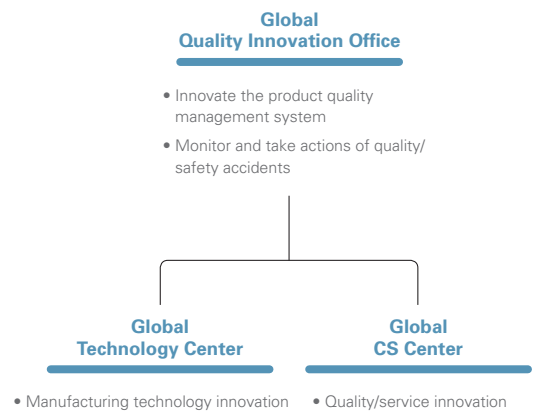 Global
Quality Innovation Office
• Innovate the product quality
management system
• Monitor and take actions of quality/
safety accidents
Global
Technology Center
Global
CS Center
• Manufacturing technology innovation
• Quality/service innovation